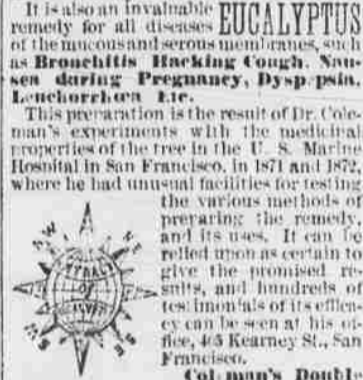 It is also an invaluable EUCALYPTUS
remedy for all diseases
of the mucous and serous membranes, such
as Bronchitis Hacking Cough, Nau-
sea during Pregnancy, Dyspepsia
Leuchorrhœa Etc.
This preparation is the result of Dr. Cole-
man's experiments with the medicinal
properties of the tree in the U. S. Marine
Hospital in San Francisco, in 1871 and 1872,
where he had unusual facilities for testing
the various methods of
preparing the remedy
and its uses. It can be
relied upon as certain to
give the promised re
sults, and hundreds of
testimonials of its effien-
cy can be seen at his of-
fice, 405 Kearney St., San
Francisco.
N
W
E
S
EXTRACT
OF
Coleman's Double